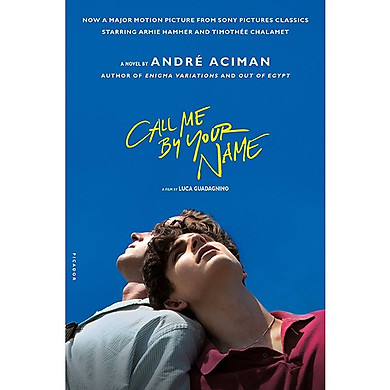 NOW A MAJOR MOTION PICTURE FROM SONY PICTURES CLASSICS
STARRING ARMIE HAMMER AND TIMOTHÉE CHALAMET
A NOVEL BY ANDRÉ ACIMAN
AUTHOR OF ENIGMA VARIATIONS AND OUT OF EGYPT
CALL ME
BY YOUR
NAME
A FILM BY LUCA GUADAGNINO
PICADOR